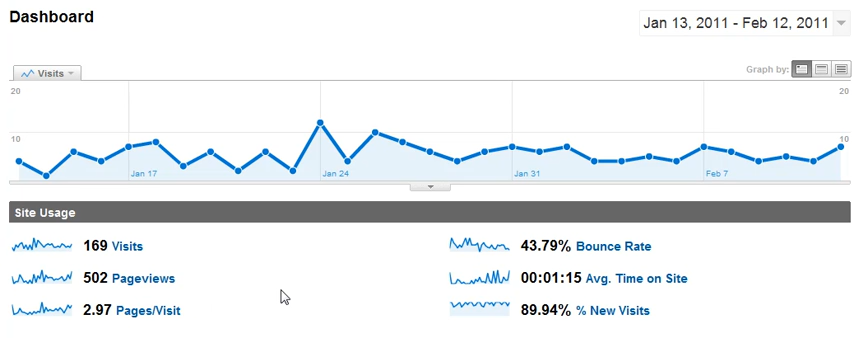 Dashboard
Jan 13, 2011 - Feb 12, 2011
Visits
Graph by:
20 20
10 10
Jan 17 Jan 24 Jan 31 Feb 7
Site Usage
169 Visits
43.79% Bounce Rate
502 Pageviews
00:01:15 Avg. Time on Site
2.97 Pages/Visit
89.94% % New Visits